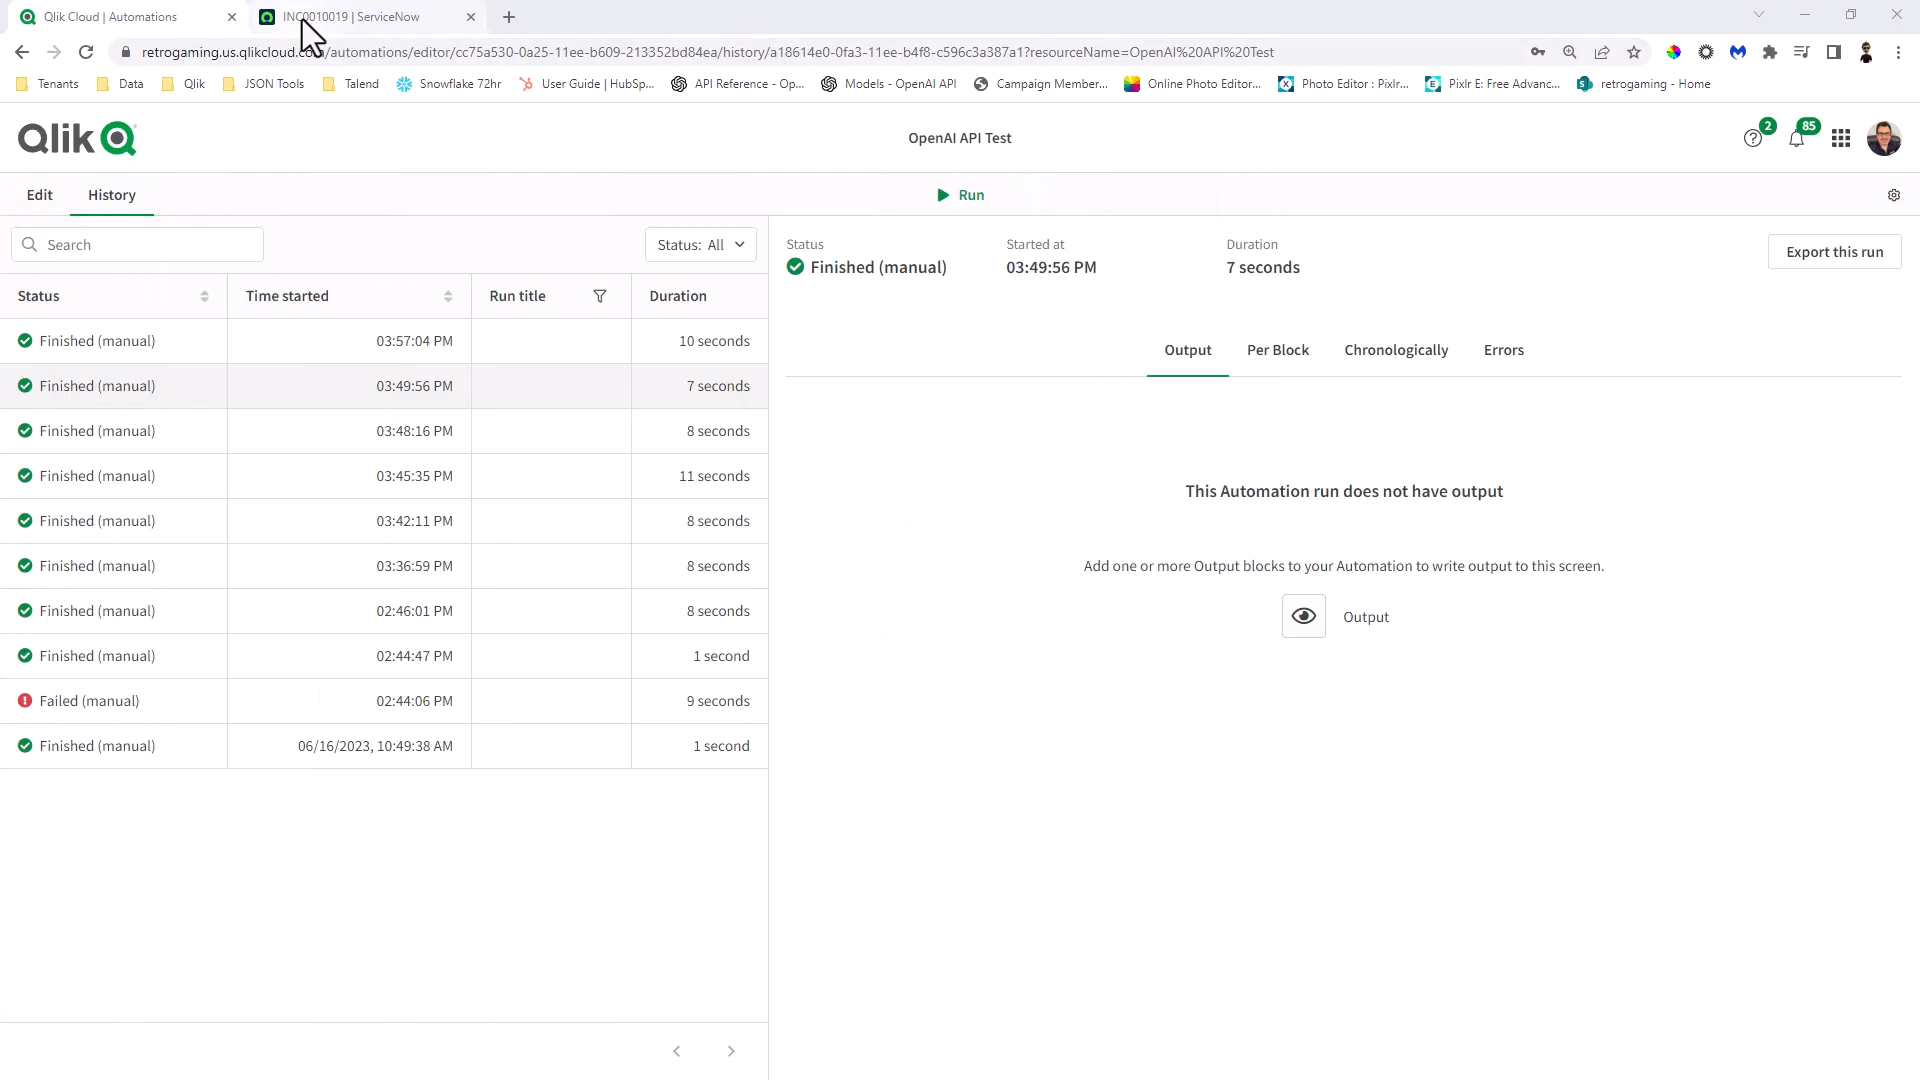 Qlik Cloud | Automations
INC0010019 | ServiceNow
retrogaming.us.qlikcloud.com/automations/editor/cc75a530-0a25-11ee-b609-213352bd84ea/history/a18614e0-0fa3-11ee-b4f8-c596c3a387a1?resourceName=OpenAI%20API%20Test
Tenants
Data
Qlik
JSON Tools
Talend
Snowflake 72hr
User Guide | HubSp...
API Reference - Op...
Models - OpenAI API
Campaign Member...
Online Photo Editor...
Photo Editor : Pixlr...
Pixlr E: Free Advanc...
retrogaming - Home
Qlik
OpenAI API Test
2
85
Edit
History
Run
Search
Status: All
Status
Time started
Run title
Duration
Finished (manual) 03:57:04 PM 10 seconds
Finished (manual) 03:49:56 PM 7 seconds
Finished (manual) 03:48:16 PM 8 seconds
Finished (manual) 03:45:35 PM 11 seconds
Finished (manual) 03:42:11 PM 8 seconds
Finished (manual) 03:36:59 PM 8 seconds
Finished (manual) 02:46:01 PM 8 seconds
Finished (manual) 02:44:47 PM 1 second
Failed (manual) 02:44:06 PM 9 seconds
Finished (manual) 06/16/2023, 10:49:38 AM 1 second
Status
Finished (manual)
Started at
03:49:56 PM
Duration
7 seconds
Export this run
Output
Per Block
Chronologically
Errors
This Automation run does not have output
Add one or more Output blocks to your Automation to write output to this screen.
Output